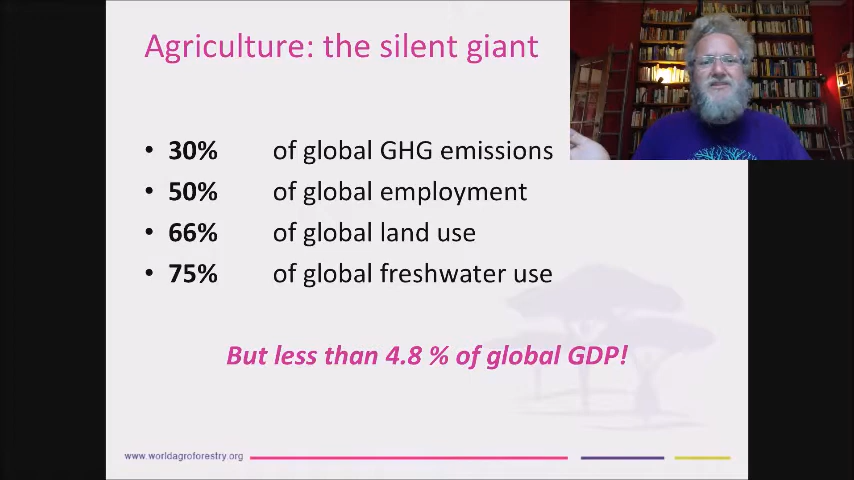 Agriculture: the silent giant
• 30% of global GHG emissions
• 50% of global employment
• 66% of global land use
• 75% of global freshwater use
But less than 4.8 % of global GDP!
www.worldagroforestry.org